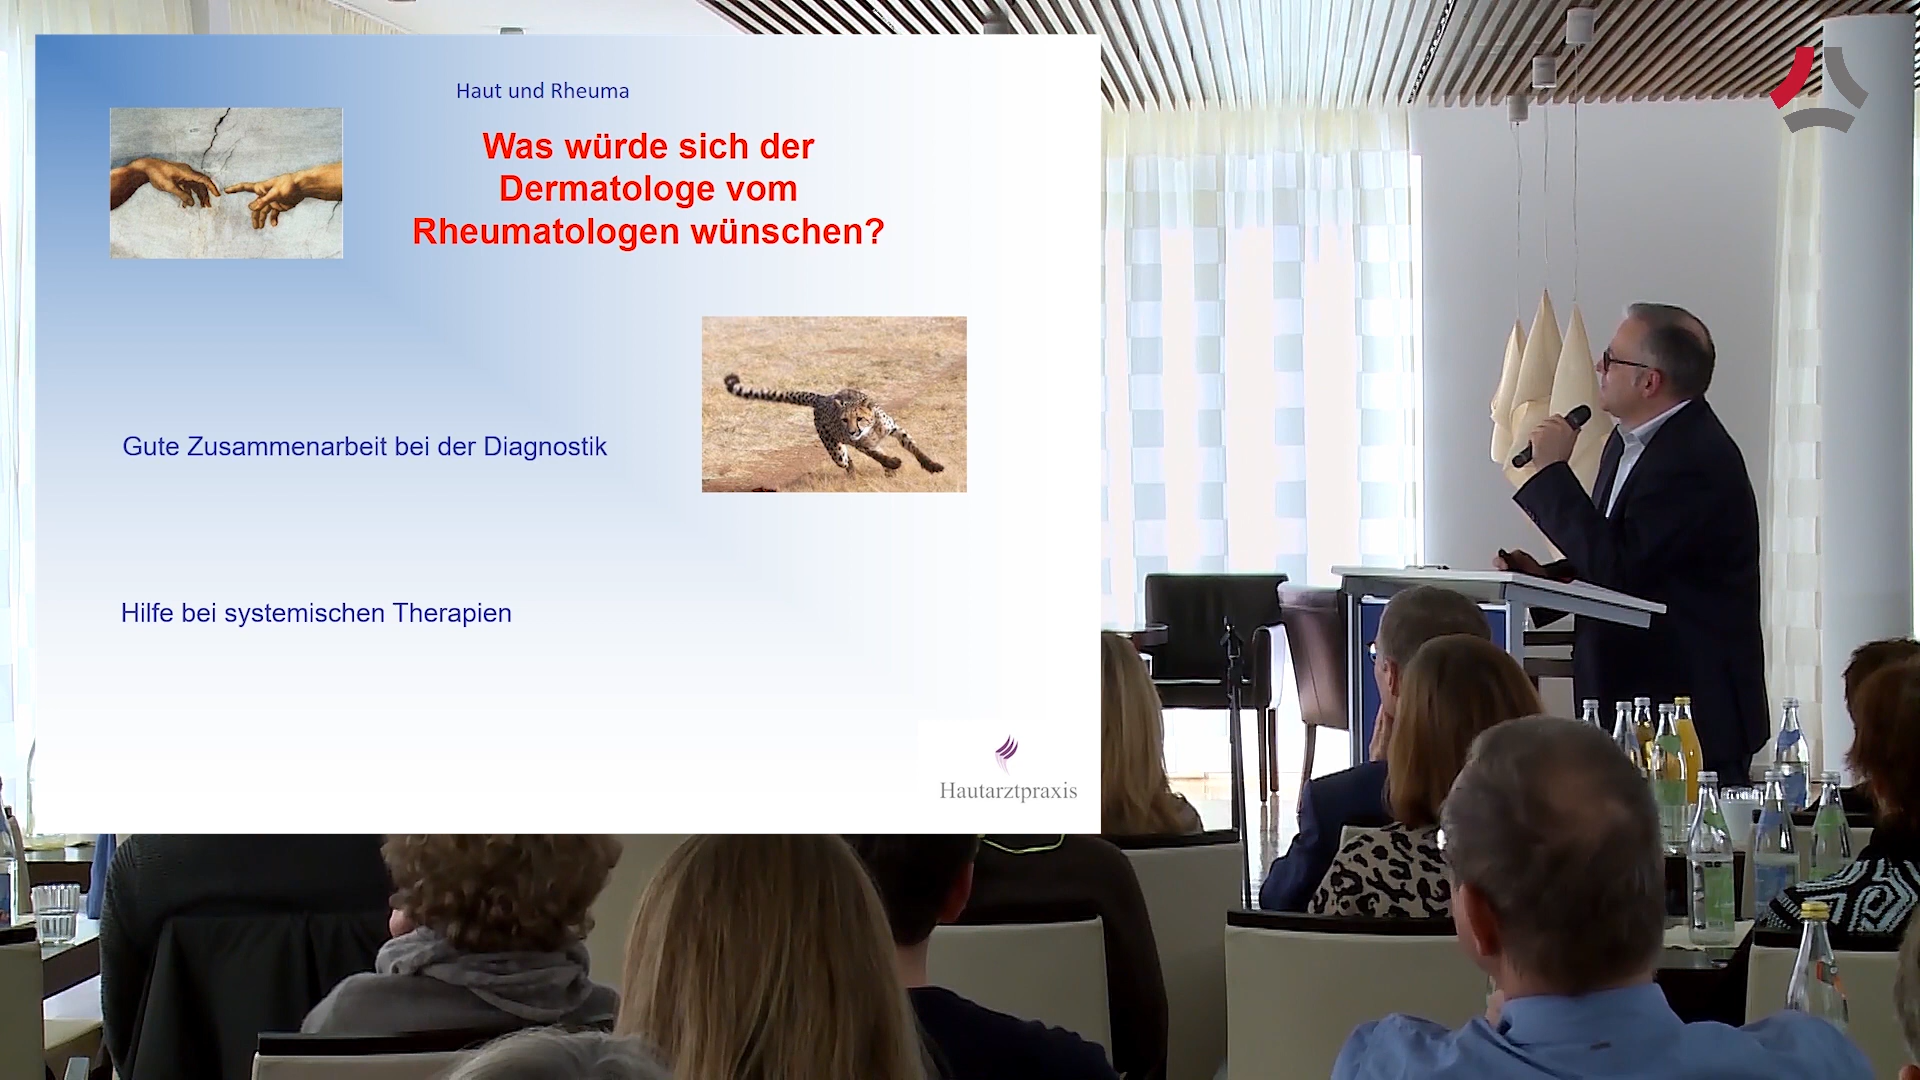 Haut und Rheuma
Was würde sich der
Dermatologe vom
Rheumatologen wünschen?
Gute Zusammenarbeit bei der Diagnostik
Hilfe bei systemischen Therapien
Hautarztpraxis